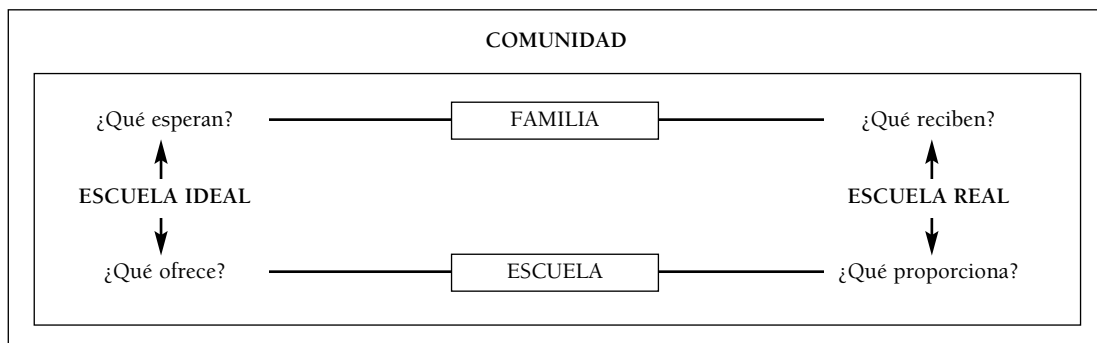 COMUNIDAD
¿Qué esperan? FAMILIA ¿Qué reciben?
ESCUELA IDEAL ESCUELA REAL
¿Qué ofrece? ESCUELA ¿Qué proporciona?